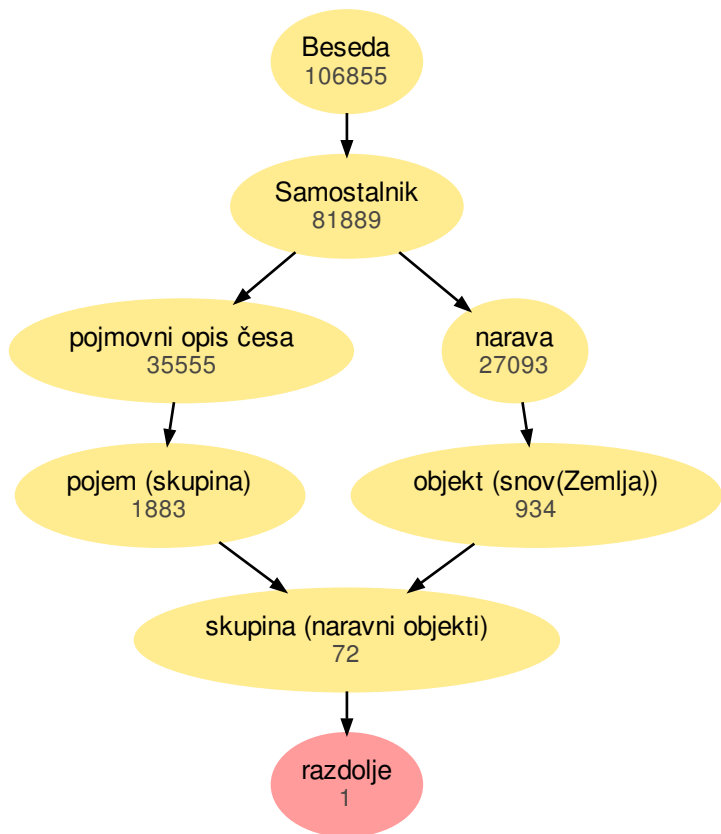 Beseda
106855
Samostalnik
81889
pojmovni opis česa
35555
narava
27093
pojem (skupina)
1883
objekt (snov(Zemlja))
934
skupina (naravni objekti)
72
razdolje
1